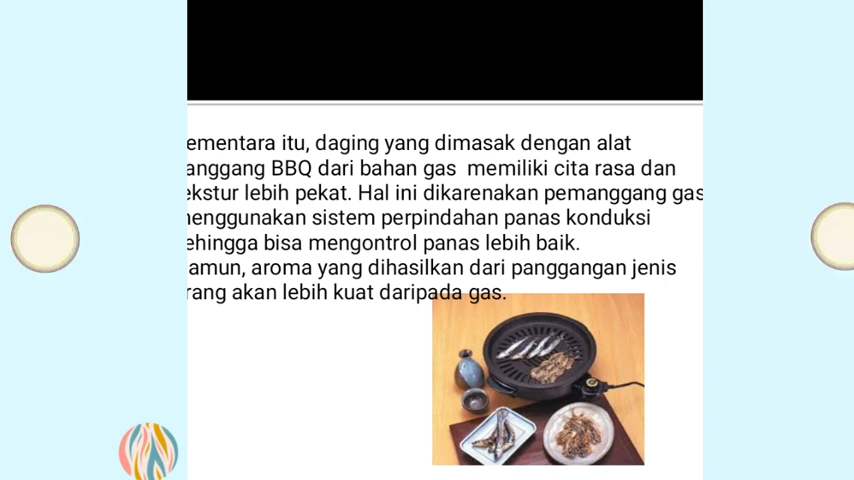 ementara itu, daging yang dimasak dengan alat
anggang BBQ dari bahan gas memiliki cita rasa dan
ekstur lebih pekat. Hal ini dikarenakan pemanggang gas
enggunakan sistem perpindahan panas konduksi
ehingga bisa mengontrol panas lebih baik.
amun, aroma yang dihasilkan dari panggangan jenis
rang akan lebih kuat daripada gas.